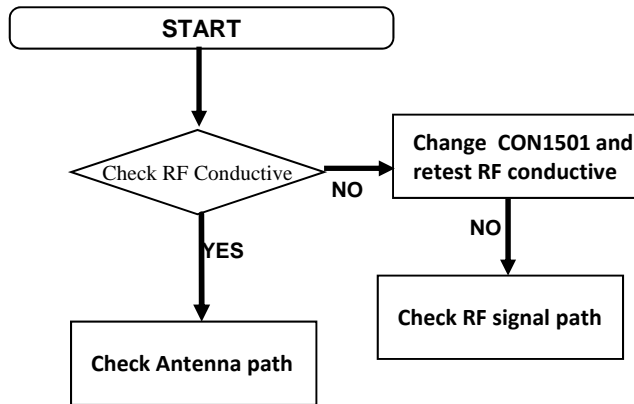 START
Check RF Conductive
NO
Change CON1501 and
retest RF conductive
YES
NO
Check Antenna path
Check RF signal path